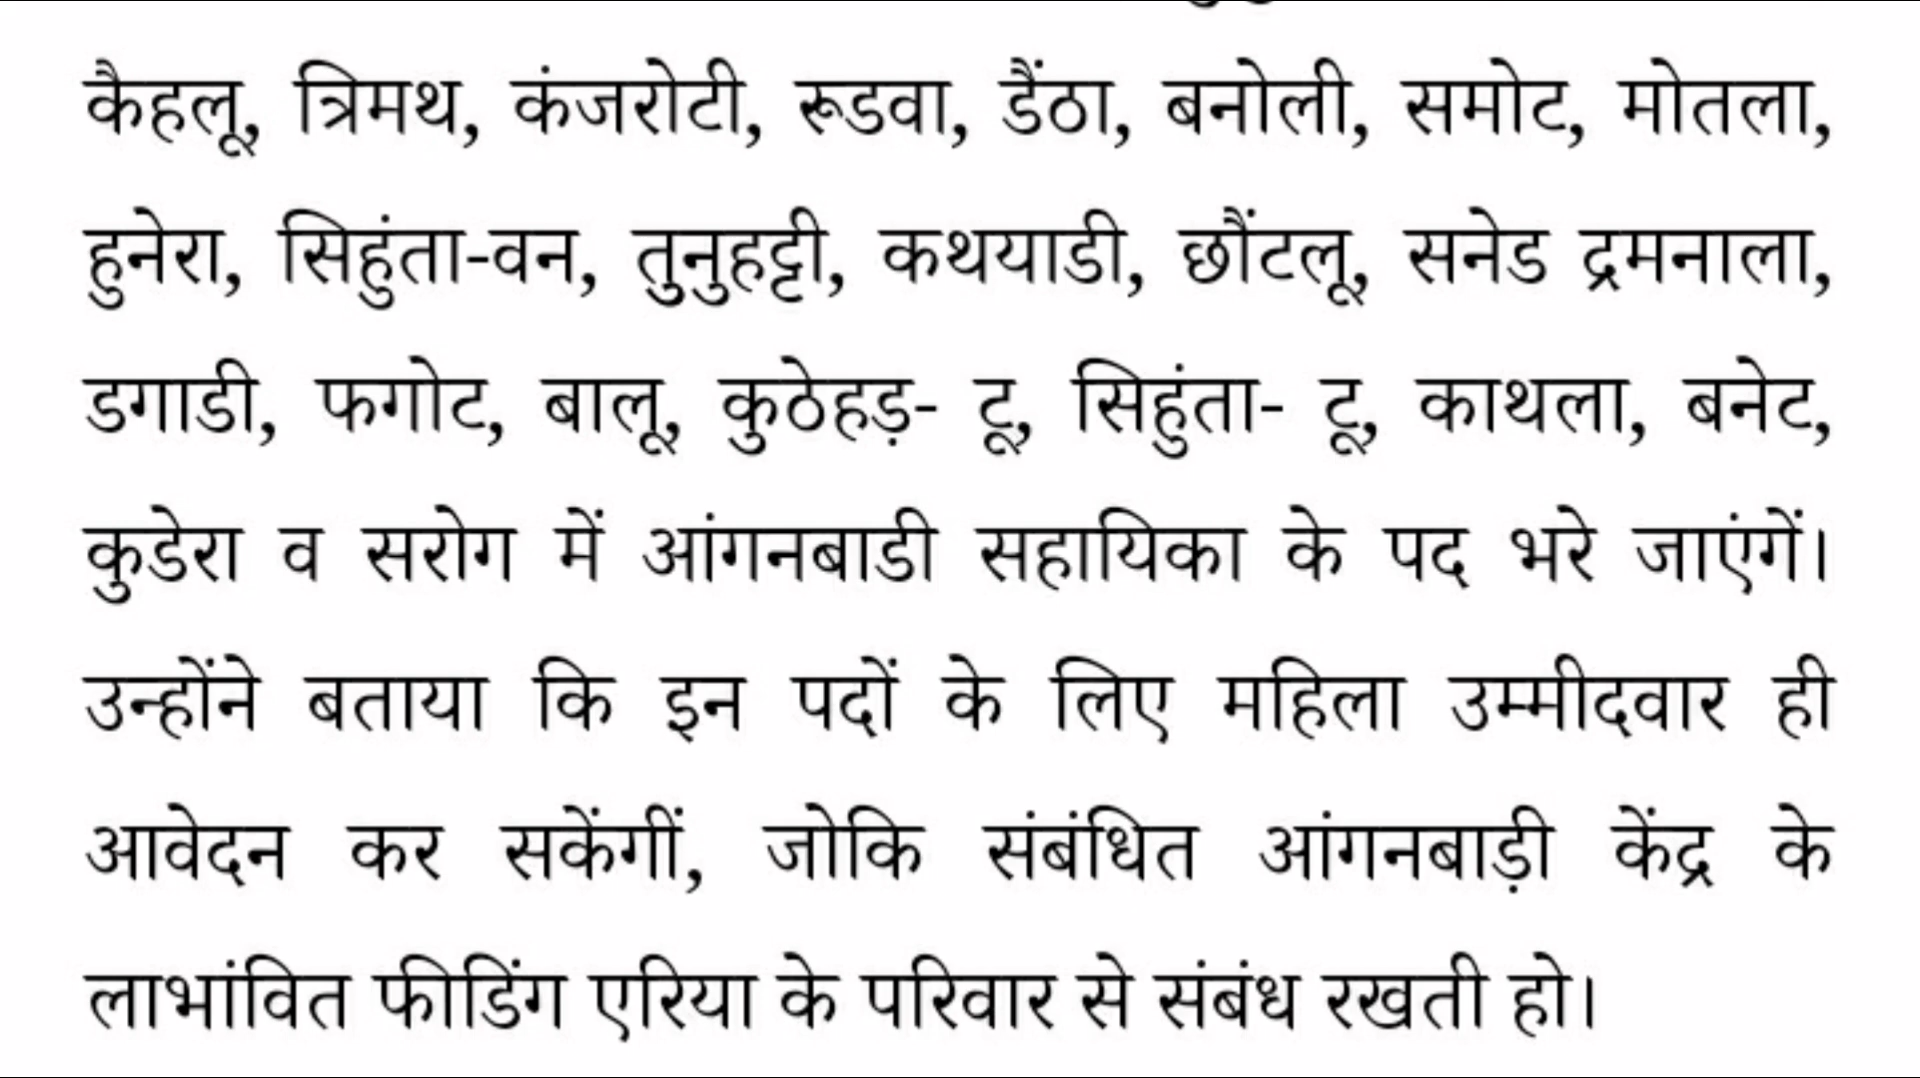 कैहलू, त्रिमथ, कंजरोटी, रूडवा, डैंठा, बनोली, समोट, मोतला,
हुनेरा, सिहुंता-वन, तुनुहट्टी, कथयाडी, छौंटलू, सनेड द्रमनाला,
डगाडी, फगोट, बालू, कुठेहड़- टू, सिहुंता- टू, काथला, बनेट,
कुडेरा व सरोग में आंगनबाडी सहायिका के पद भरे जाएंगें।
उन्होंने बताया कि इन पदों के लिए महिला उम्मीदवार ही
आवेदन कर सकेंगीं, जोकि संबंधित आंगनबाड़ी केंद्र के
लाभांवित फीडिंग एरिया के परिवार से संबंध रखती हो।